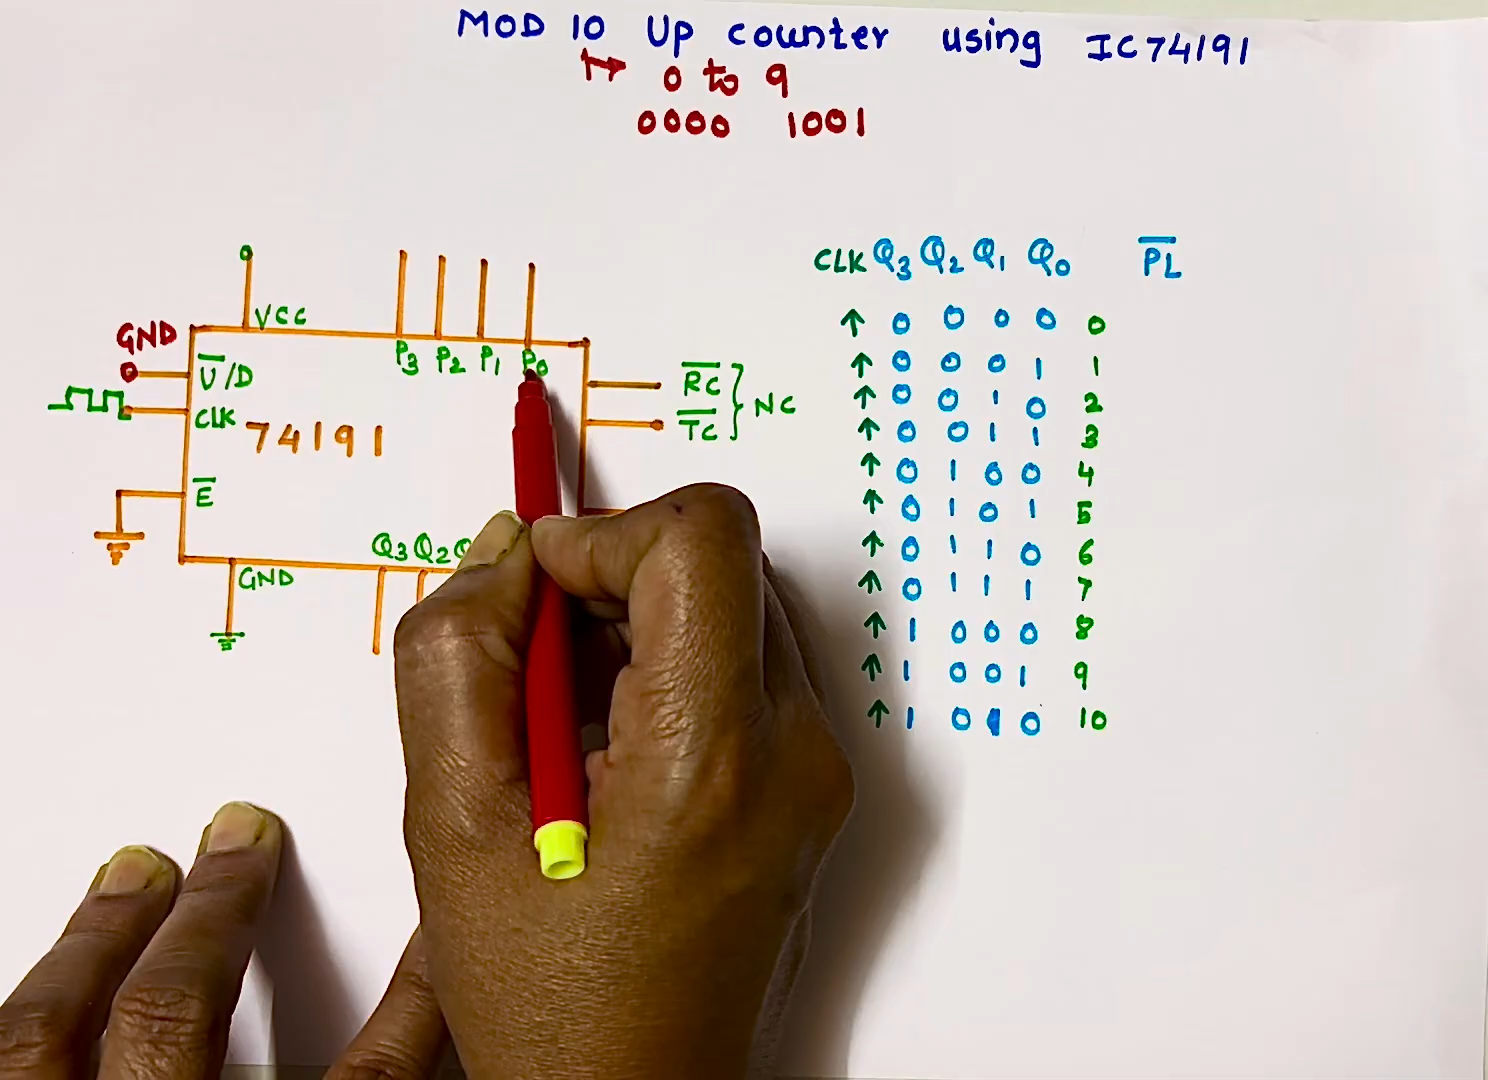 MOD 10 Up counter using IC74191
↦ 0 to 9
0000 1001
VCC
GND
P3 P2 P1 P0
U̅/D
CLK
74191
E̅
GND
Q3 Q2 Q
R̅C̅
T̅C̅
NC
CLK Q3 Q2 Q1 Q0 P̅L̅
↑ 0 0 0 0 0
↑ 0 0 0 1 1
↑ 0 0 1 0 2
↑ 0 0 1 1 3
↑ 0 1 0 0 4
↑ 0 1 0 1 5
↑ 0 1 1 0 6
↑ 0 1 1 1 7
↑ 1 0 0 0 8
↑ 1 0 0 1 9
↑ 1 0 1 0 10